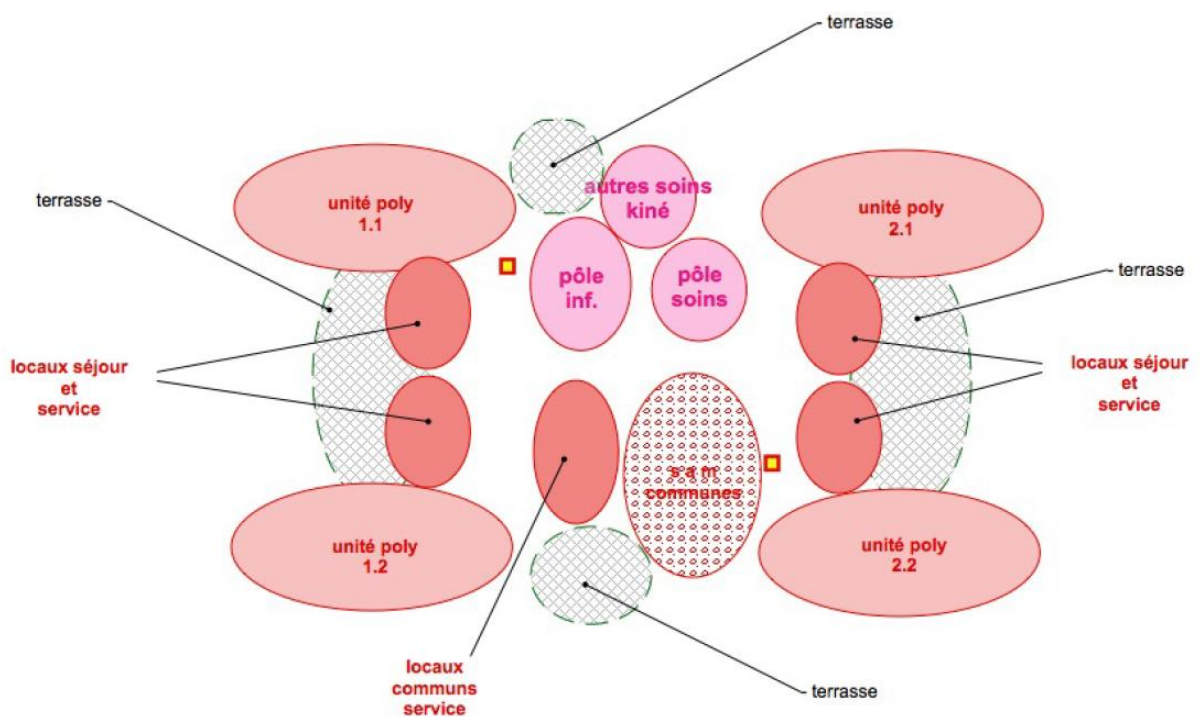 terrasse
autres soins
kiné
unité poly
1.1
terrasse
unité poly
2.1
pôle
inf.
pôle
soins
terrasse
locaux séjour
et
service
locaux séjour
et
service
s a m
communes
unité poly
1.2
unité poly
2.2
locaux
communs
service
terrasse